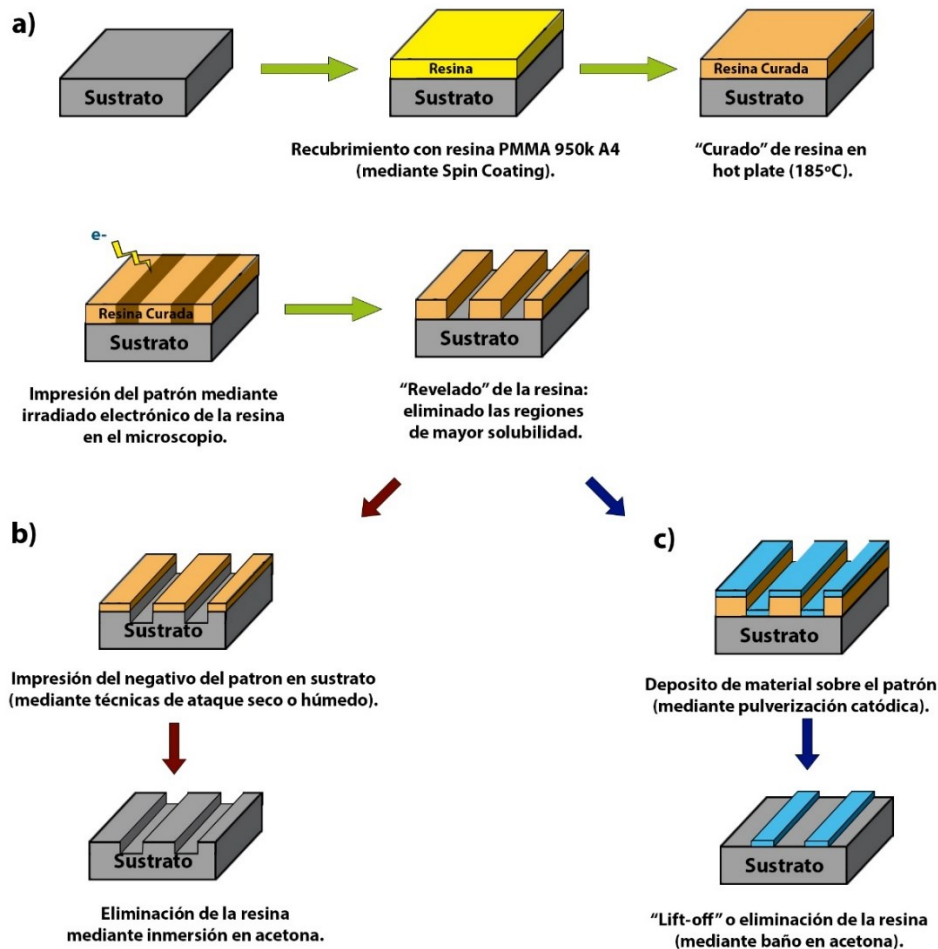 a)
Sustrato
Resina
Sustrato
Resina Curada
Sustrato
Recubrimiento con resina PMMA 950k A4
(mediante Spin Coating).
“Curado” de resina en
hot plate (185ºC).
e-
Resina Curada
Sustrato
Sustrato
Impresión del patrón mediante
irradiado electrónico de la resina
en el microscopio.
“Revelado” de la resina:
eliminado las regiones
de mayor solubilidad.
b)
Sustrato
Impresión del negativo del patron en sustrato
(mediante técnicas de ataque seco o húmedo).
Sustrato
Eliminación de la resina
mediante inmersión en acetona.
c)
Sustrato
Deposito de material sobre el patrón
(mediante pulverización catódica).
Sustrato
“Lift-off” o eliminación de la resina
(mediante baño en acetona).